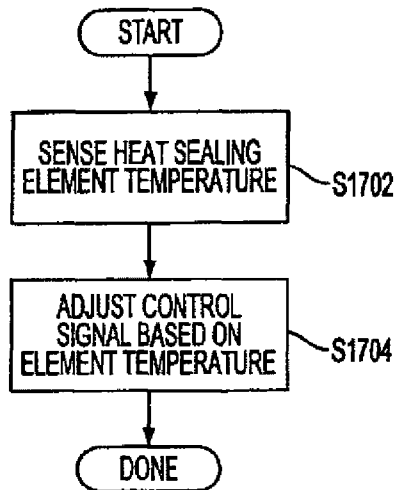 START
SENSE HEAT SEALING
ELEMENT TEMPERATURE
S1702
ADJUST CONTROL
SIGNAL BASED ON
ELEMENT TEMPERATURE
S1704
DONE